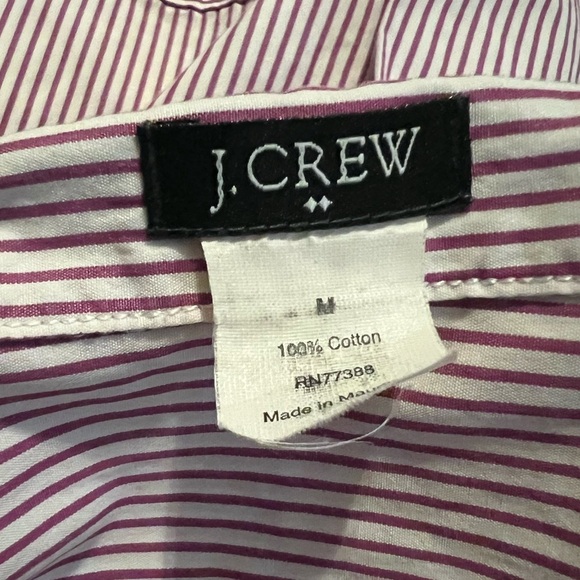 J.CREW
M
100% Cotton
RN77388
Made in